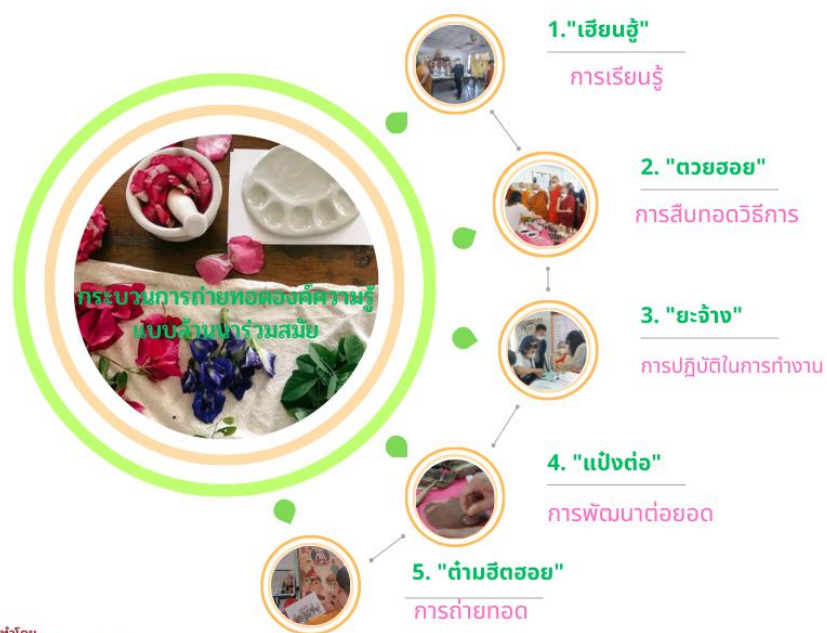 กระบวนการถ่ายทอดองค์ความรู้
แบบล้านนาร่วมสมัย
1."เฮียนฮู้"
การเรียนรู้
2. "ตวยฮอย"
การสืบทอดวิธีการ
3. "ยะจ้าง"
การปฏิบัติในการทำงาน
4. "แป๋งต่อ"
การพัฒนาต่อยอด
5. "ต๋ามฮีตฮอย"
การถ่ายทอด